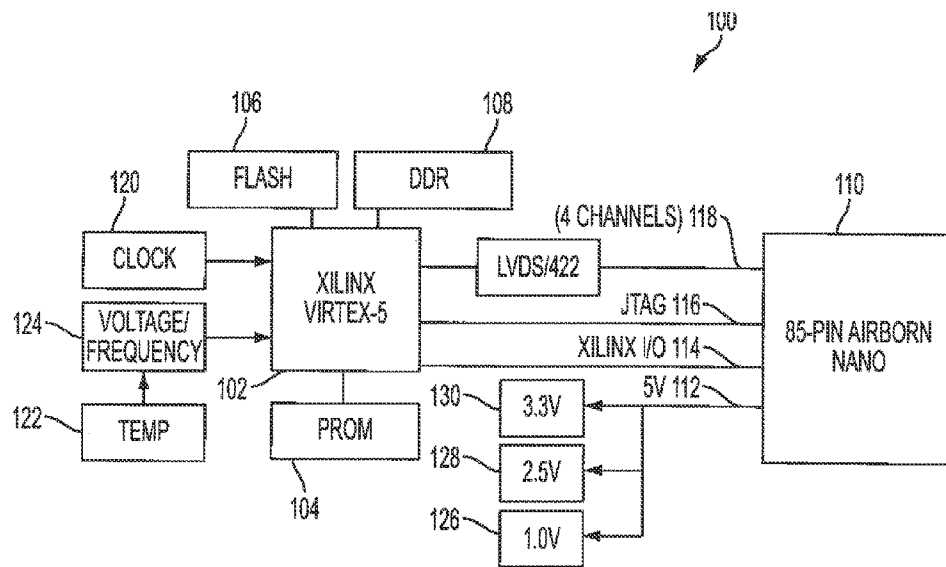 100
106
108
FLASH
DDR
120
CLOCK
XILINX
VIRTEX-5
(4 CHANNELS) 118
110
LVDS/422
JTAG 116
124
VOLTAGE/
FREQUENCY
85-PIN AIRBORN
NANO
XILINX I/O 114
102
5V 112
122
TEMP
PROM
104
130
3.3V
128
2.5V
126
1.0V